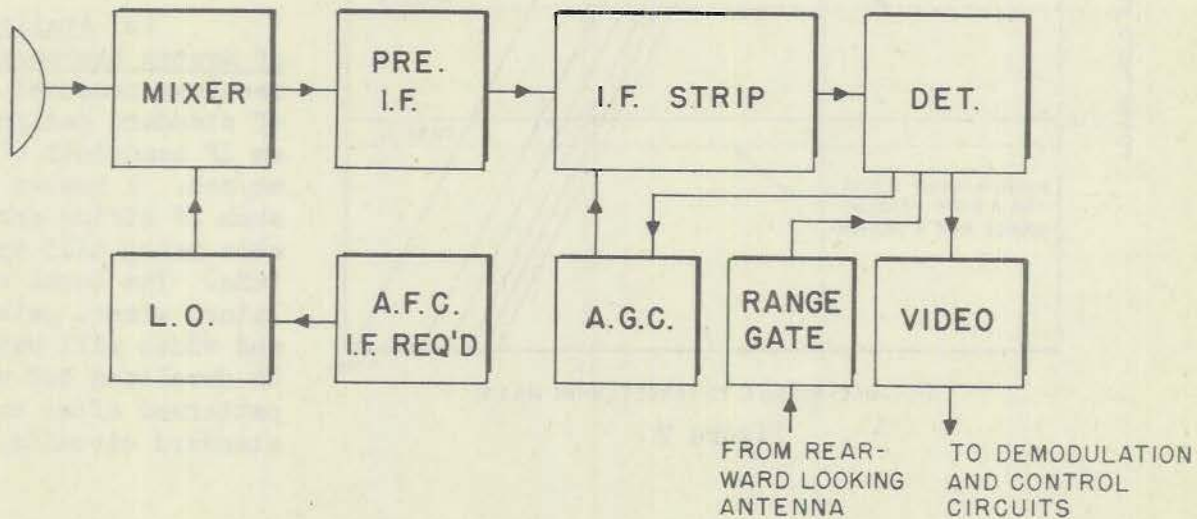 MIXER
PRE.
I.F.
I.F. STRIP
DET.
L.O.
A.F.C.
I.F. REQ'D
A.G.C.
RANGE
GATE
VIDEO
FROM REAR-
WARD LOOKING
ANTENNA
TO DEMODULATION
AND CONTROL
CIRCUITS